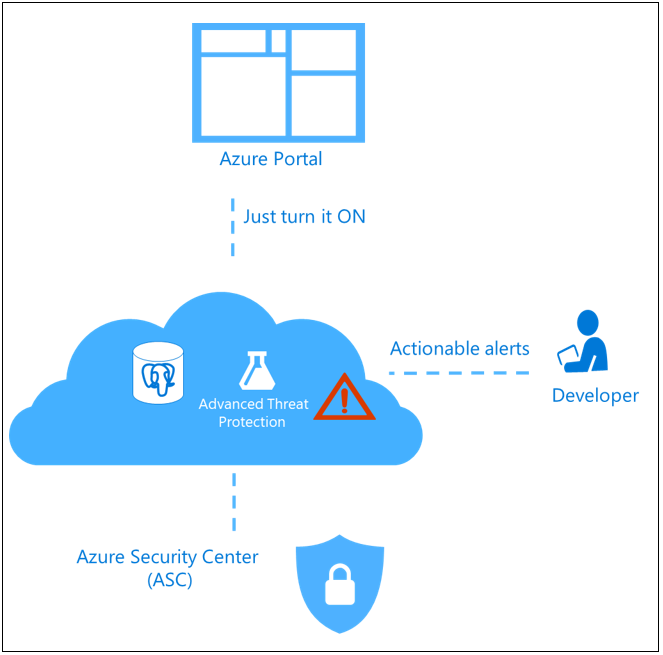 Azure Portal
Just turn it ON
Actionable alerts
Developer
Advanced Threat
Protection
Azure Security Center
(ASC)